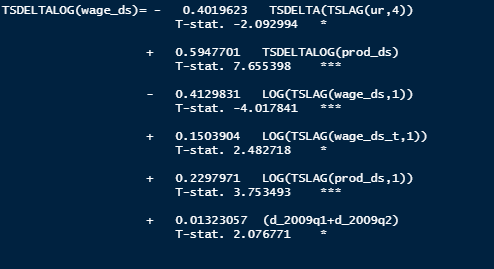 TSDELTALOG(wage_ds)= - 0.4019623 TSDELTA(TSLAG(ur,4))
T-stat. -2.092994 *
+ 0.5947701 TSDELTALOG(prod_ds)
T-stat. 7.655398 ***
- 0.4129831 LOG(TSLAG(wage_ds,1))
T-stat. -4.017841 ***
+ 0.1503904 LOG(TSLAG(wage_ds_t,1))
T-stat. 2.482718 *
+ 0.2297971 LOG(TSLAG(prod_ds,1))
T-stat. 3.753493 ***
+ 0.01323057 (d_2009q1+d_2009q2)
T-stat. 2.076771 *